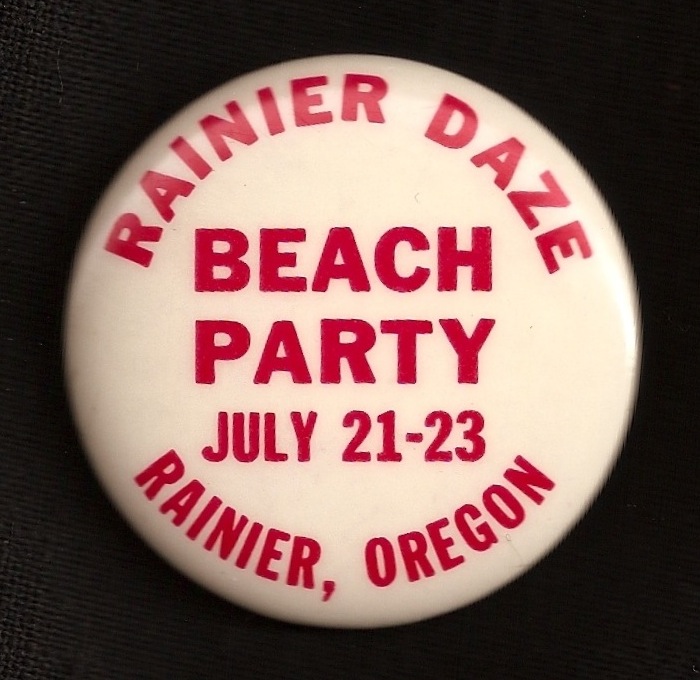 RAINIER DAZE
BEACH
PARTY
JULY 21-23
RAINIER, OREGON